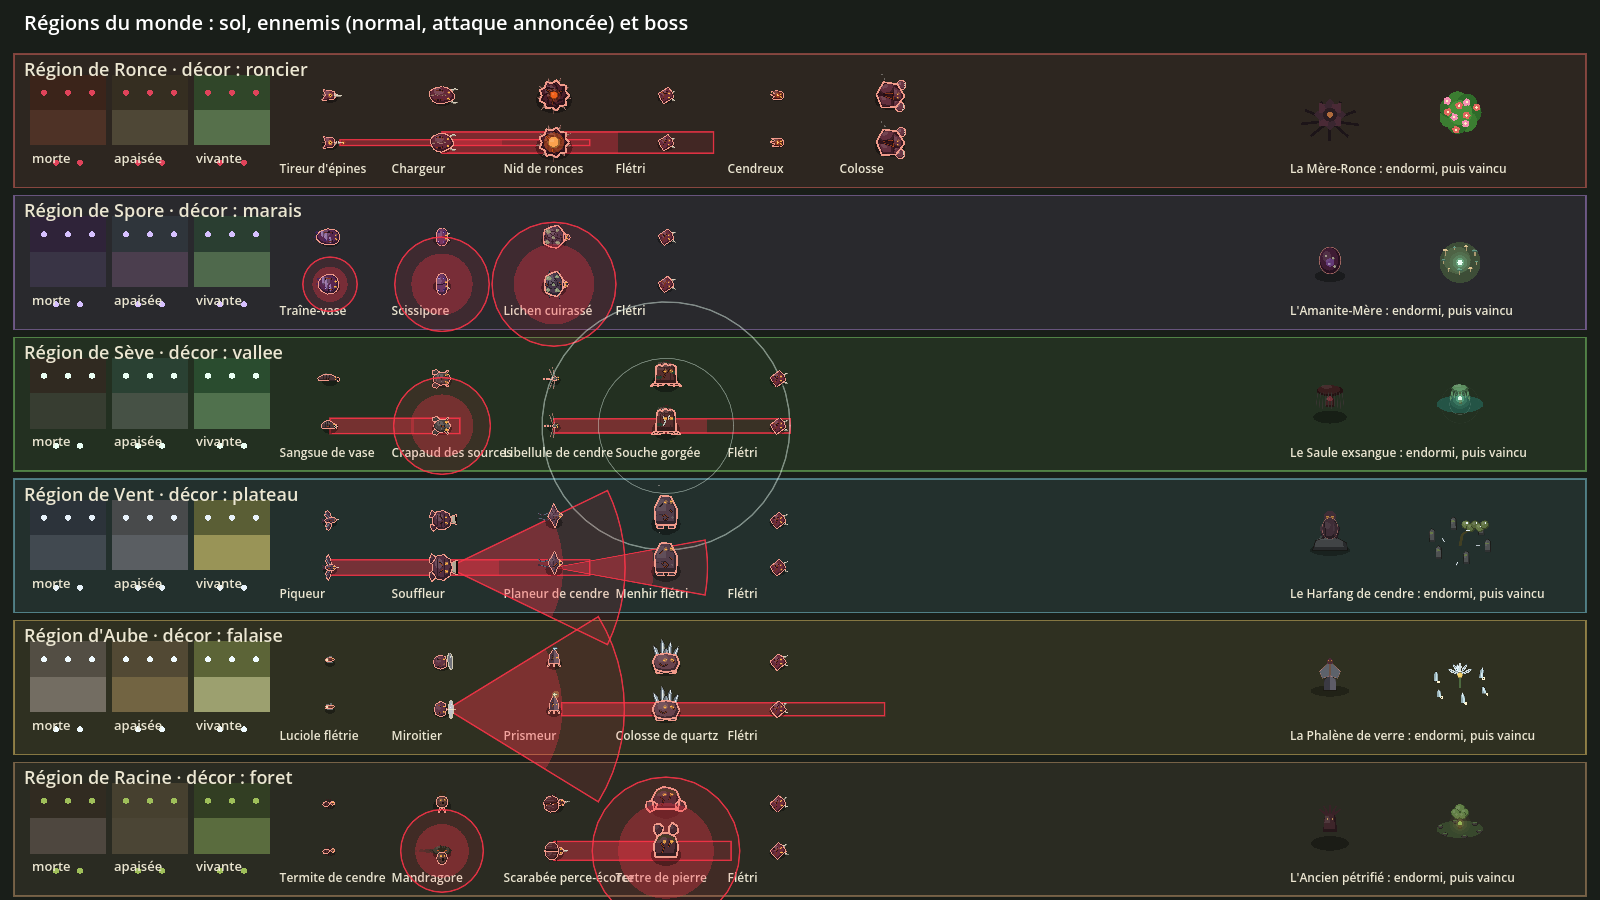 Régions du monde : sol, ennemis (normal, attaque annoncée) et boss
Région de Ronce · décor : roncier
morte apaisée vivante
Tireur d'épines Chargeur Nid de ronces Flétri Cendreux Colosse La Mère-Ronce : endormi, puis vaincu
Région de Spore · décor : marais
morte apaisée vivante
Traîne-vase Scissipore Lichen cuirassé Flétri L'Amanite-Mère : endormi, puis vaincu
Région de Sève · décor : vallee
morte apaisée vivante
Sangsue de vase Crapaud des sources Libellule de cendre Souche gorgée Flétri Le Saule exsangue : endormi, puis vaincu
Région de Vent · décor : plateau
morte apaisée vivante
Piqueur Souffleur Planeur de cendre Menhir flétri Flétri Le Harfang de cendre : endormi, puis vaincu
Région d'Aube · décor : falaise
morte apaisée vivante
Luciole flétrie Miroitier Prismeur Colosse de quartz Flétri La Phalène de verre : endormi, puis vaincu
Région de Racine · décor : foret
morte apaisée vivante
Termite de cendre Mandragore Scarabée perce-écorce Tertre de pierre Flétri L'Ancien pétrifié : endormi, puis vaincu